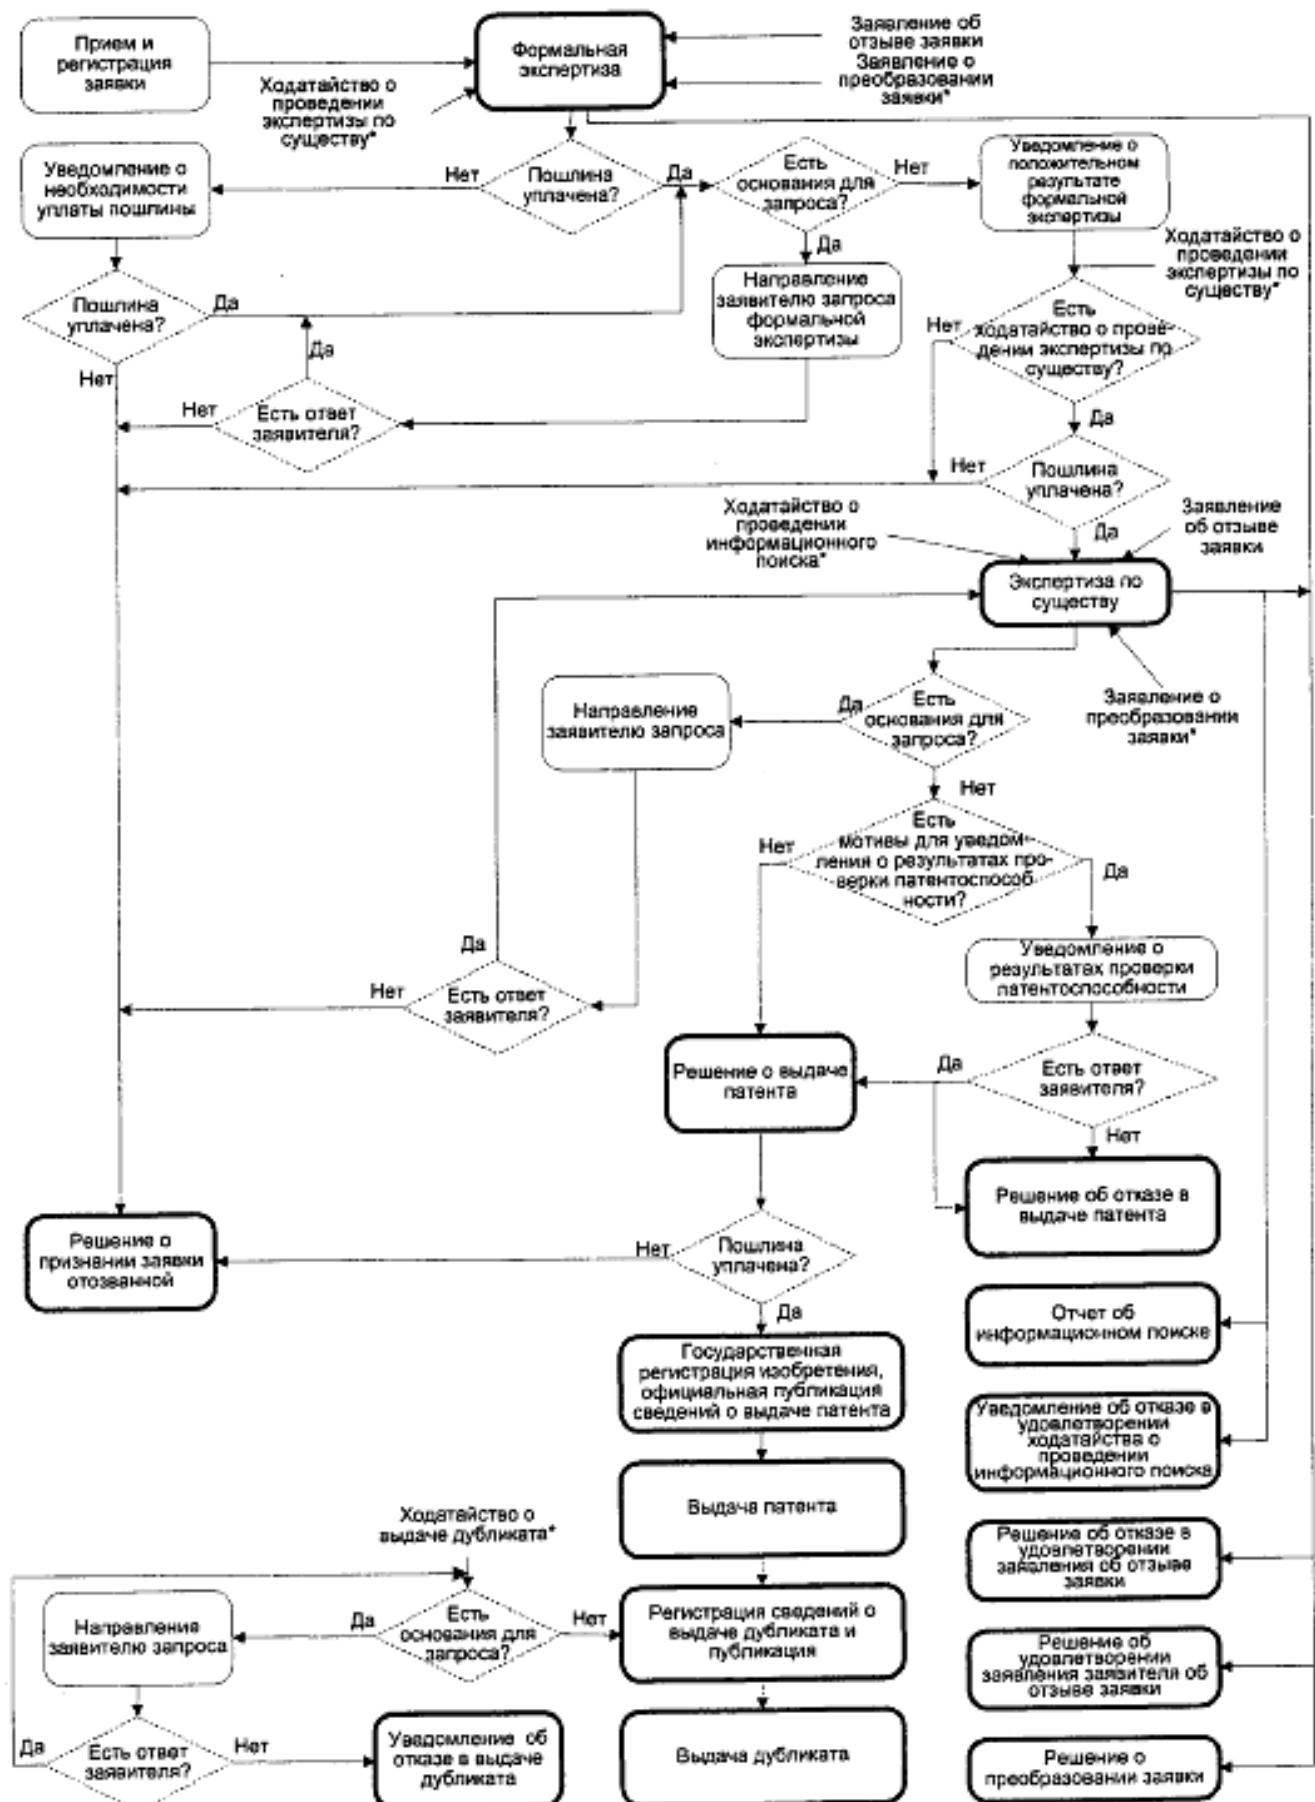 Прием и
регистрация
заявки
Формальная
экспертиза
Заявление об
отзыве заявки
Заявление о
преобразовании
заявки*
Ходатайство о
проведении
экспертизы по
существу*
Уведомление о
необходимости
уплаты пошлины
Нет
Пошлина
уплачена?
Да
Есть
основания для
запроса?
Нет
Уведомление о
положительном
результате
формальной
экспертизы
Да
Ходатайство о
проведении
экспертизы по
существу*
Направление
заявителю запроса
формальной
экспертизы
Пошлина
уплачена?
Да
Нет
Есть
ходатайство о прове-
дении экспертизы по
существу?
Да
Нет
Нет
Есть ответ
заявителя?
Да
Нет
Пошлина
уплачена?
Да
Ходатайство о
проведении
информационного
поиска*
Заявление
об отзыве
заявки
Экспертиза по
существу
Направление
заявителю запроса
Да
Есть
основания для
запроса?
Заявление о
преобразовании
заявки*
Нет
Нет
Есть
мотивы для уведом-
ления о результатах про-
верки патентоспособ-
ности?
Да
Да
Уведомление о
результатах проверки
патентоспособности
Нет
Есть ответ
заявителя?
Решение о выдаче
патента
Да
Есть ответ
заявителя?
Нет
Решение об отказе в
выдаче патента
Решение о
признании заявки
отозванной
Нет
Пошлина
уплачена?
Да
Отчет об
информационном поиске
Государственная
регистрация изобретения,
официальная публикация
сведений о выдаче патента
Уведомление об отказе в
удовлетворении
ходатайства о
проведении
информационного поиска
Выдача патента
Ходатайство о
выдаче дубликата*
Решение об отказе в
удовлетворении
заявления об отзыве
заявки
Направления
заявителю запроса
Да
Есть
основания для
запроса?
Нет
Регистрация сведений о
выдаче дубликата и
публикация
Решение об
удовлетворении
заявления заявителя об
отзыве заявки
Да
Есть ответ
заявителя?
Нет
Уведомление об
отказе в выдаче
дубликата
Выдача дубликата
Решение о
преобразовании заявки